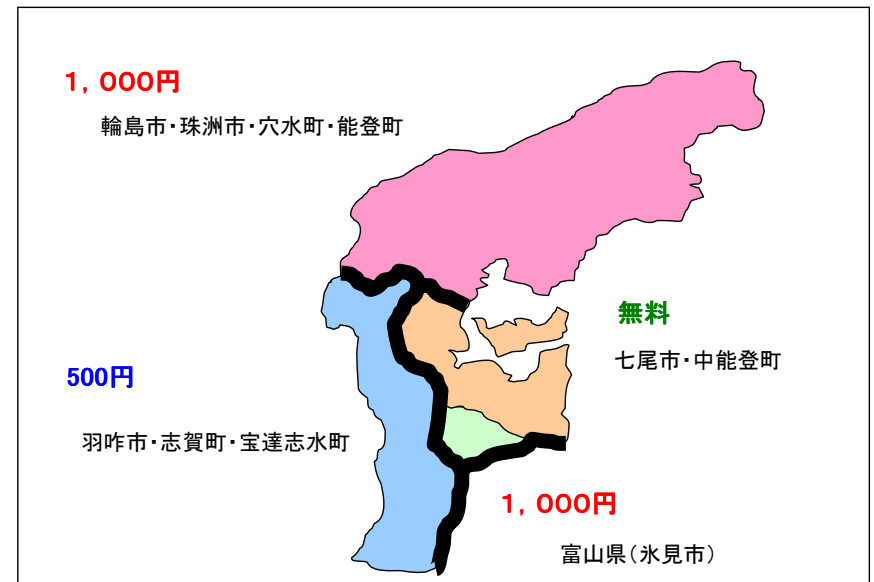 １，０００円
輪島市・珠洲市・穴水町・能登町
無料
七尾市・中能登町
500円
羽咋市・志賀町・宝達志水町
１，０００円
富山県（氷見市）